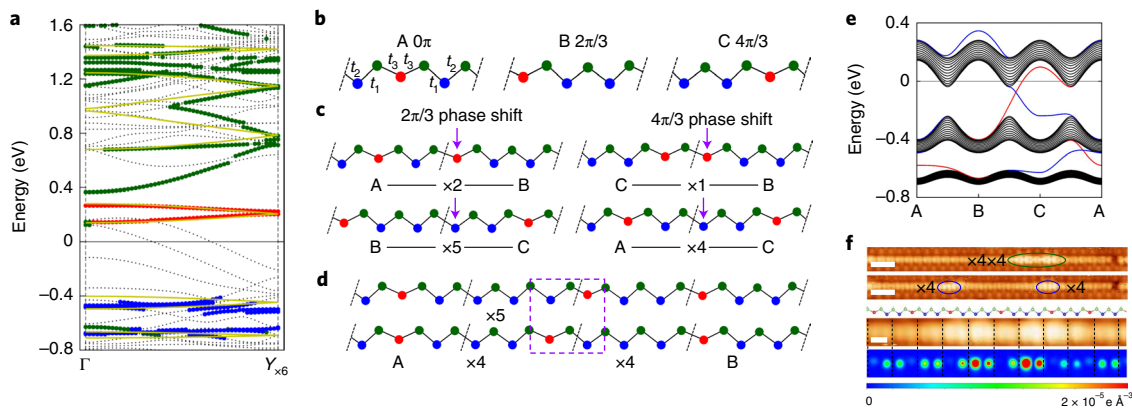 a
1.6
1.2
0.8
0.4
0
−0.4
−0.8
Energy (eV)
Γ
Y×6
b
A 0π
B 2π/3
C 4π/3
t2
t3 t3
t2
t1
t1
c
2π/3 phase shift
4π/3 phase shift
A ×2 B
C ×1 B
B ×5 C
A ×4 C
d
×5
A ×4 ×4 B
e
0.4
0
−0.4
−0.8
Energy (eV)
A B C A
f
×4×4
×4 ×4
0
2 × 10−5 e Å−3